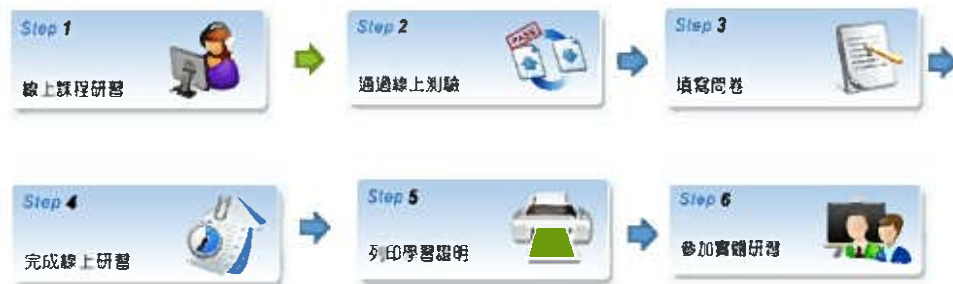 Step 1
線上課程研習
Step 2
PASS
通過線上測驗
Step 3
填寫問卷
Step 4
完成線上研習
Step 5
列印學習證明
Step 6
參加實體研習